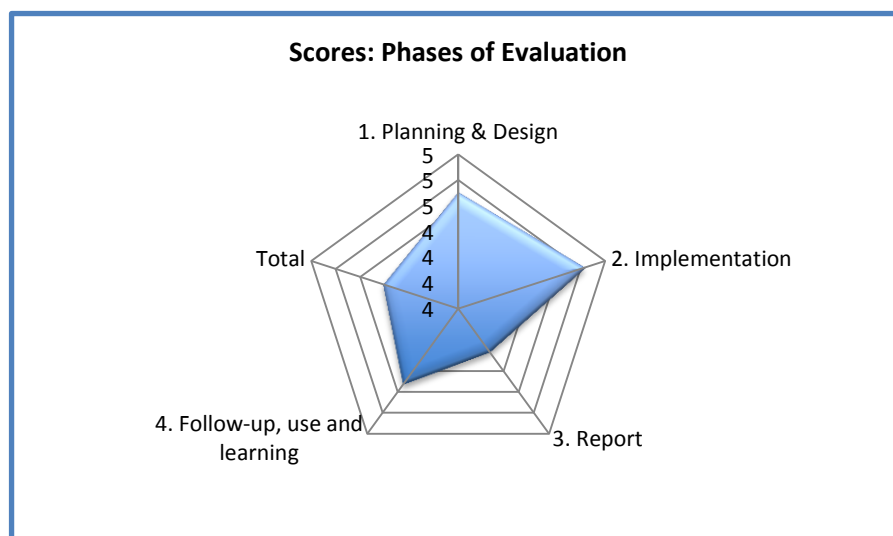 Scores: Phases of Evaluation
1. Planning & Design
5
5
5
4
4
4
4
Total
2. Implementation
4. Follow-up, use and
learning
3. Report